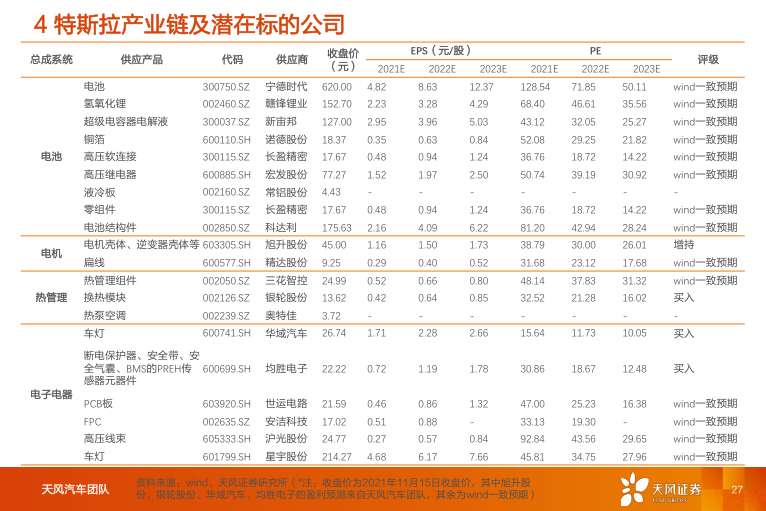 4 特斯拉产业链及潜在标的公司
总成系统 供应产品 代码 供应商 收盘价（元） EPS（元/股） PE 评级
2021E 2022E 2023E 2021E 2022E 2023E
电池
电池 300750.SZ 宁德时代 620.00 4.82 8.63 12.37 128.54 71.85 50.11 wind一致预期
氢氧化锂 002460.SZ 赣锋锂业 152.70 2.23 3.28 4.29 68.40 46.61 35.56 wind一致预期
超级电容器电解液 300037.SZ 新宙邦 127.00 2.95 3.96 5.03 43.12 32.05 25.27 wind一致预期
铜箔 600110.SH 诺德股份 18.37 0.35 0.63 0.84 52.08 29.25 21.82 wind一致预期
高压软连接 300115.SZ 长盈精密 17.67 0.48 0.94 1.24 36.76 18.72 14.22 wind一致预期
高压继电器 600885.SH 宏发股份 77.27 1.52 1.97 2.50 50.74 39.19 30.92 wind一致预期
液冷板 002160.SZ 常铝股份 4.43 - - - - - - -
零组件 300115.SZ 长盈精密 17.67 0.48 0.94 1.24 36.76 18.72 14.22 wind一致预期
电池结构件 002850.SZ 科达利 175.63 2.16 4.09 6.22 81.20 42.94 28.24 wind一致预期
电机
电机壳体、逆变器壳体等 603305.SH 旭升股份 45.00 1.16 1.50 1.73 38.79 30.00 26.01 增持
扁线 600577.SH 精达股份 9.25 0.29 0.40 0.52 31.68 23.12 17.68 wind一致预期
热管理
热管理组件 002050.SZ 三花智控 24.99 0.52 0.66 0.80 48.14 37.83 31.32 wind一致预期
换热模块 002126.SZ 银轮股份 13.62 0.42 0.64 0.85 32.52 21.28 16.02 买入
热泵空调 002239.SZ 奥特佳 3.72 - - - - - - -
电子电器
车灯 600741.SH 华域汽车 26.74 1.71 2.28 2.66 15.64 11.73 10.05 买入
断电保护器、安全带、安
全气囊、BMS的PREH传 600699.SH 均胜电子 22.22 0.72 1.19 1.78 30.86 18.67 12.48 买入
感器元器件
PCB板 603920.SH 世运电路 21.59 0.46 0.86 1.32 47.00 25.23 16.38 wind一致预期
FPC 002635.SZ 安洁科技 17.02 0.51 0.88 - 33.13 19.30 - wind一致预期
高压线束 605333.SH 沪光股份 24.77 0.27 0.57 0.84 92.84 43.56 29.65 wind一致预期
车灯 601799.SH 星宇股份 214.27 4.68 6.17 7.66 45.81 34.75 27.96 wind一致预期
天风汽车团队
资料来源：wind、天风证券研究所（*注：收盘价为2021年11月15日收盘价，其中旭升股
份、银轮股份、华域汽车、均胜电子的盈利预测来自天风汽车团队，其余为wind一致预期）
天风证券
TF SECURITIES
27